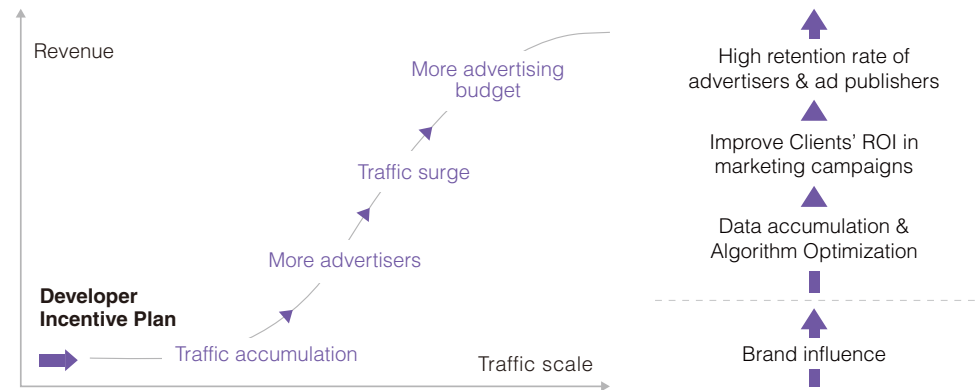 Revenue
More advertising
budget
Traffic surge
More advertisers
Developer
Incentive Plan
Traffic accumulation
Traffic scale
High retention rate of
advertisers & ad publishers
Improve Clients’ ROI in
marketing campaigns
Data accumulation &
Algorithm Optimization
Brand influence